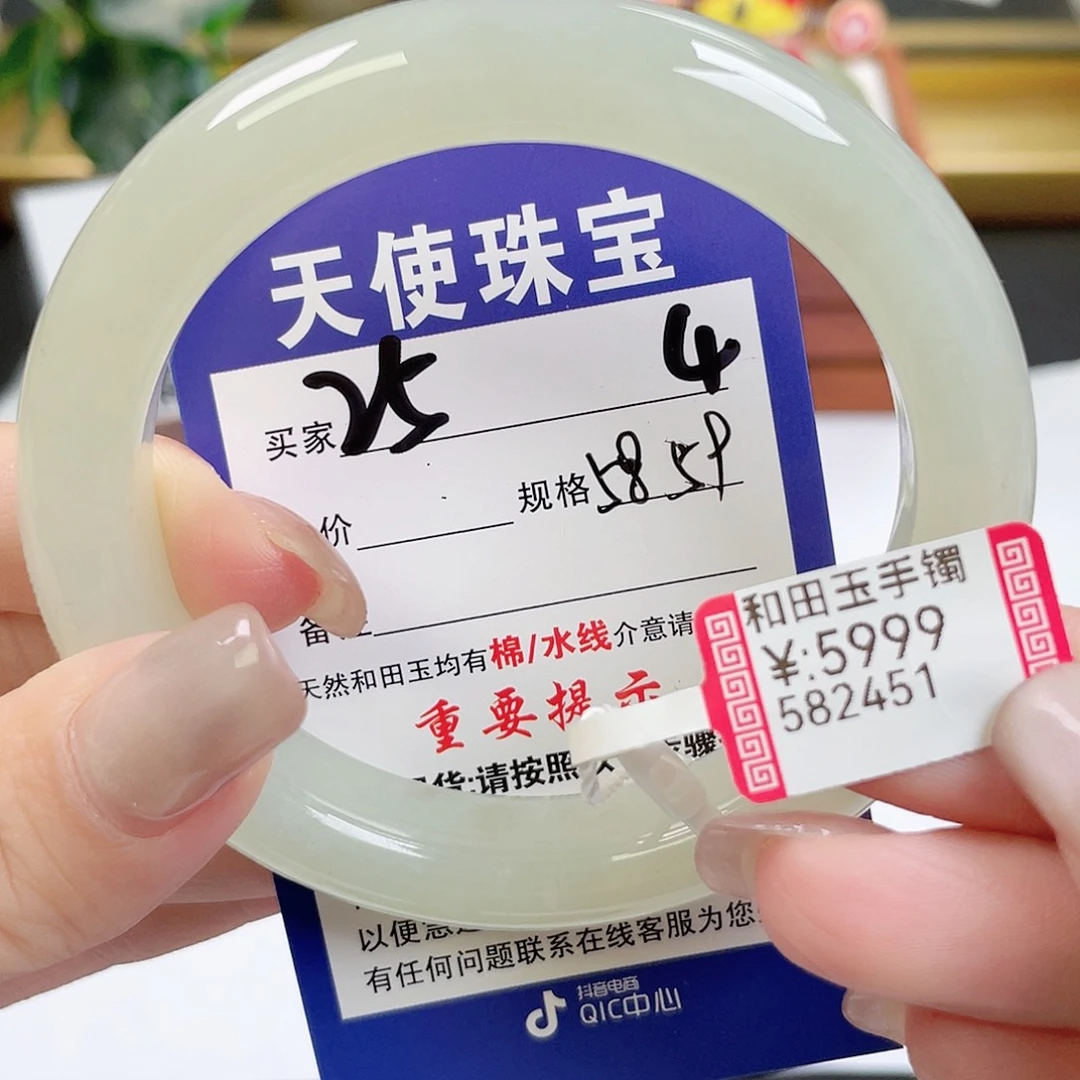 天使珠宝
25 4
买家
规格 58 59
价
备
天然和田玉均有棉/水线介意请
重要提示
货:请按照
以便
有任何问题联系在线客服为您
抖音电商
QIC中心
和田玉手镯
¥:5999
582451